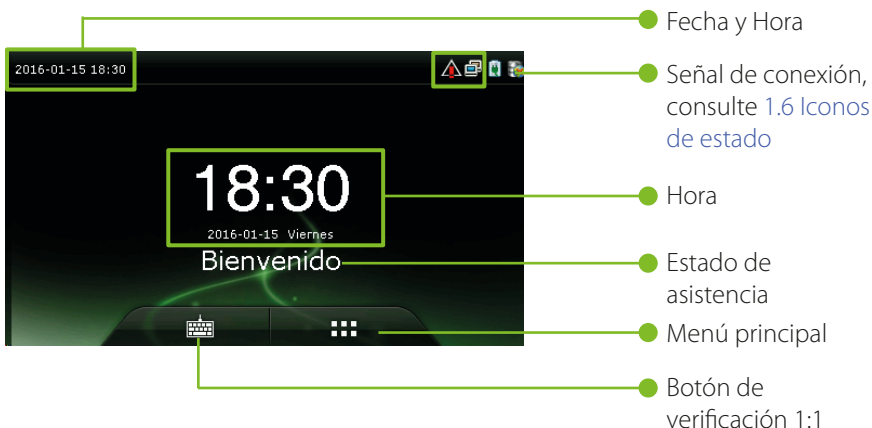 Fecha y Hora
2016-01-15 18:30
Señal de conexión,
consulte 1.6 Iconos
de estado
18:30
2016-01-15 Viernes
Hora
Bienvenido
Estado de
asistencia
Menú principal
Botón de
verificación 1:1